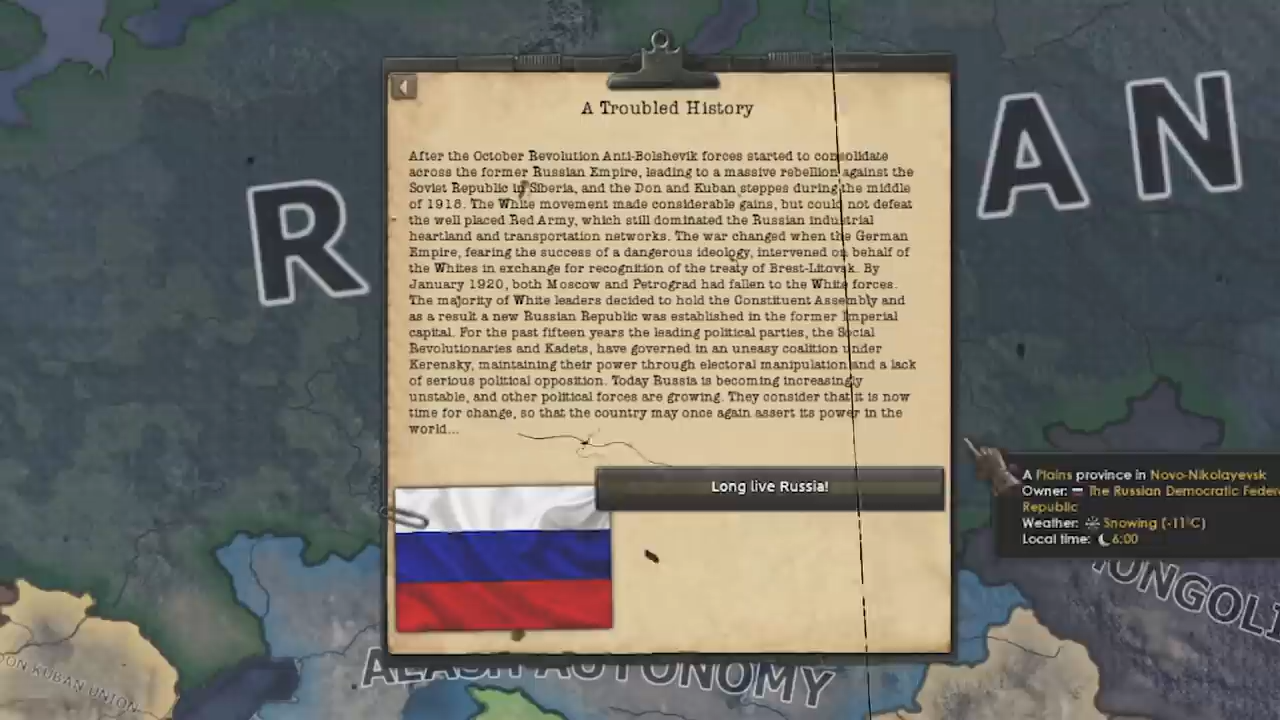 A Troubled History
After the October Revolution Anti-Bolshevik forces started to consolidate
across the former Russian Empire, leading to a massive rebellion against the
Soviet Republic in Siberia, and the Don and Kuban steppes during the middle
of 1918. The White movement made considerable gains, but could not defeat
the well placed Red Army, which still dominated the Russian industrial
heartland and transportation networks. The war changed when the German
Empire, fearing the success of a dangerous ideology, intervened on behalf of
the Whites in exchange for recognition of the treaty of Brest-Litovsk. By
January 1920, both Moscow and Petrograd had fallen to the White forces.
The majority of White leaders decided to hold the Constituent Assembly and
as a result a new Russian Republic was established in the former Imperial
capital. For the past fifteen years the leading political parties, the Social
Revolutionaries and Kadets, have governed in an uneasy coalition under
Kerensky, maintaining their power through electoral manipulation and a lack
of serious political opposition. Today Russia is becoming increasingly
unstable, and other political forces are growing. They consider that it is now
time for change, so that the country may once again assert its power in the
world...
Long live Russia!
R
A N
A Plains province in Novo-Nikolayevsk
Owner: The Russian Democratic Feder
Republic
Weather: Snowing (-11°C)
Local time: 6:00
MONGOLI
ALASH AUTONOMY
DON KUBAN UNION